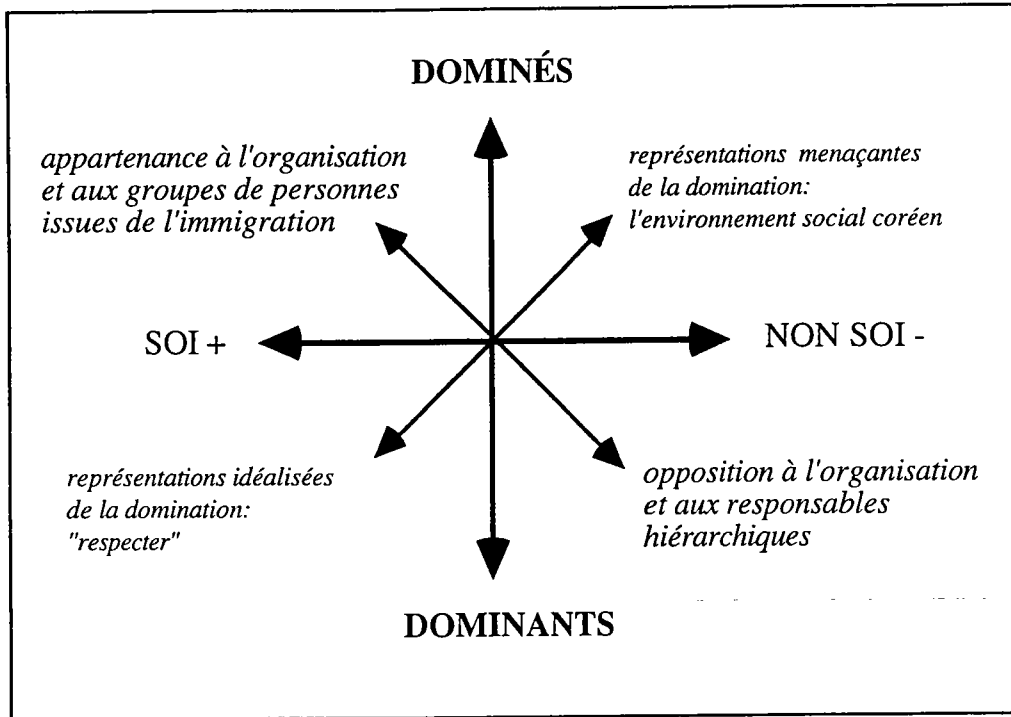 DOMINÉS
appartenance à l'organisation
et aux groupes de personnes
issues de l'immigration
représentations menaçantes
de la domination:
l'environnement social coréen
SOI +
NON SOI -
représentations idéalisées
de la domination:
"respecter"
opposition à l'organisation
et aux responsables
hiérarchiques
DOMINANTS